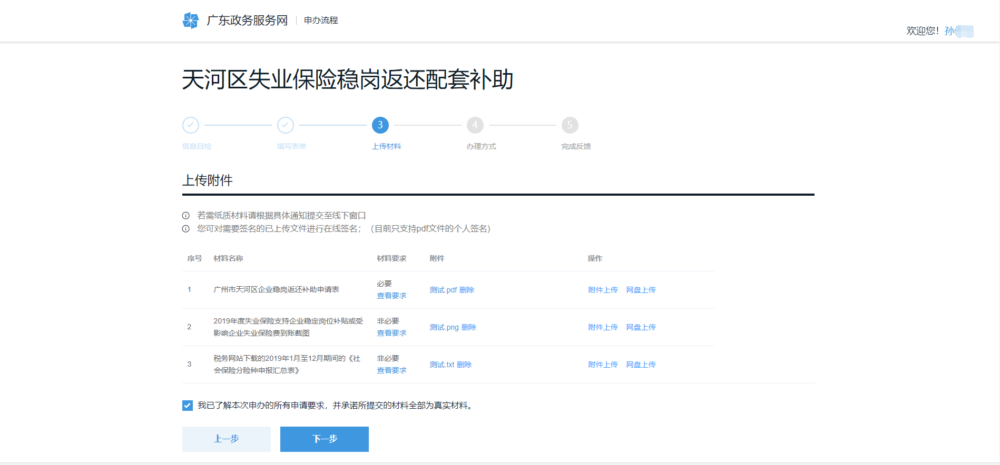 广东政务服务网 申办流程
欢迎您！孙
天河区失业保险稳岗返还配套补助
3 4 5
信息自检 填写表单 上传材料 办理方式 完成反馈
上传附件
若需纸质材料请根据具体通知提交至线下窗口
您可对需要签名的已上传文件进行在线签名；（目前只支持pdf文件的个人签名）
序号 材料名称 材料要求 附件 操作
1 广州市天河区企业稳岗返还补助申请表 必要 测试.pdf 删除 附件上传 网盘上传
查看要求
2019年度失业保险支持企业稳定岗位补贴或受 非必要
2 测试.png 删除 附件上传 网盘上传
影响企业失业保险费到账截图 查看要求
税务网站下载的2019年1月至12月期间的《社 非必要
3 测试.txt 删除 附件上传 网盘上传
会保险分险种申报汇总表》 查看要求
我已了解本次申办的所有申请要求，并承诺所提交的材料全部为真实材料。
上一步 下一步